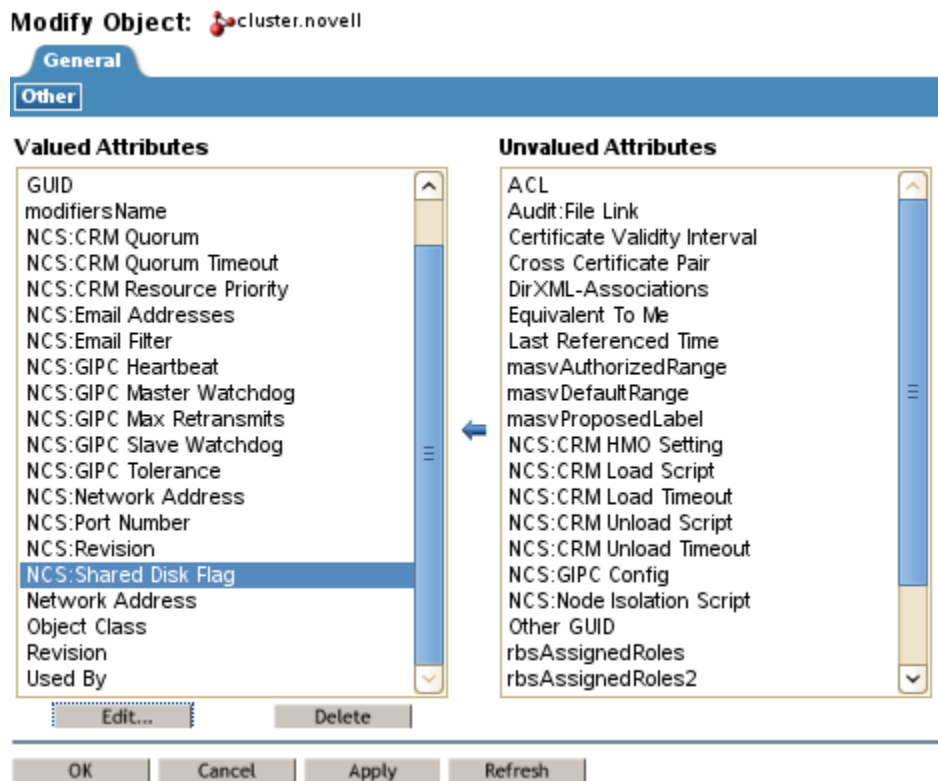 Modify Object: cluster.novell
General
Other
Valued Attributes
GUID
modifiersName
NCS:CRM Quorum
NCS:CRM Quorum Timeout
NCS:CRM Resource Priority
NCS:Email Addresses
NCS:Email Filter
NCS:GIPC Heartbeat
NCS:GIPC Master Watchdog
NCS:GIPC Max Retransmits
NCS:GIPC Slave Watchdog
NCS:GIPC Tolerance
NCS:Network Address
NCS:Port Number
NCS:Revision
NCS:Shared Disk Flag
Network Address
Object Class
Revision
Used By
Edit...
Delete
Unvalued Attributes
ACL
Audit:File Link
Certificate Validity Interval
Cross Certificate Pair
DirXML-Associations
Equivalent To Me
Last Referenced Time
masvAuthorizedRange
masvDefaultRange
masvProposedLabel
NCS:CRM HMO Setting
NCS:CRM Load Script
NCS:CRM Load Timeout
NCS:CRM Unload Script
NCS:CRM Unload Timeout
NCS:GIPC Config
NCS:Node Isolation Script
Other GUID
rbsAssignedRoles
rbsAssignedRoles2
OK
Cancel
Apply
Refresh